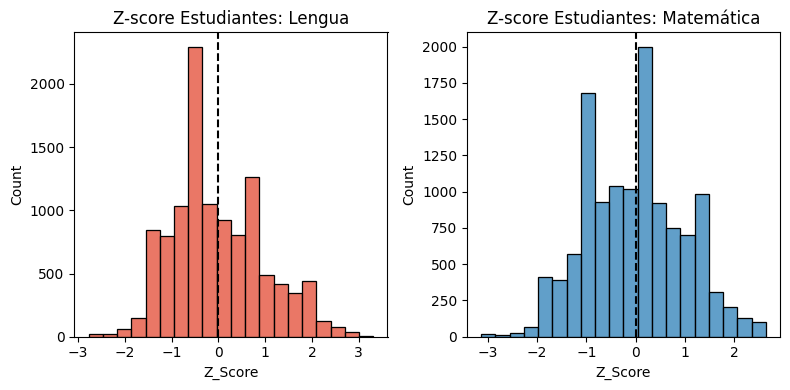 Z-score Estudiantes: Lengua
Count
2000
1500
1000
500
0
−3 −2 −1 0 1 2 3
Z_Score
Z-score Estudiantes: Matemática
Count
2000
1750
1500
1250
1000
750
500
250
0
−3 −2 −1 0 1 2
Z_Score